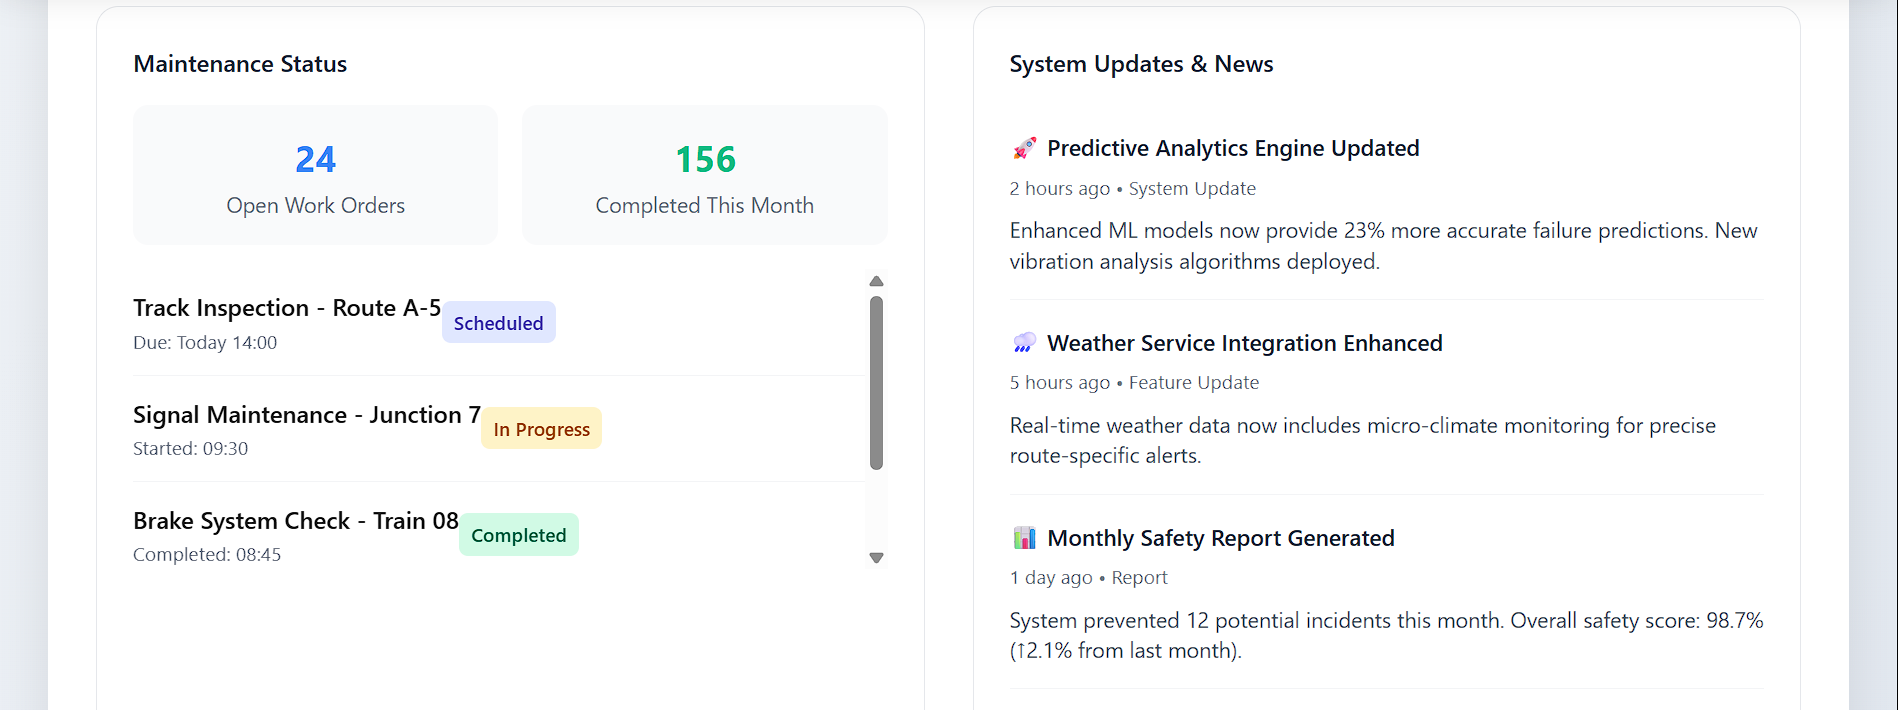 Maintenance Status
24
Open Work Orders
156
Completed This Month
Track Inspection - Route A-5
Scheduled
Due: Today 14:00
Signal Maintenance - Junction 7
In Progress
Started: 09:30
Brake System Check - Train 08
Completed
Completed: 08:45
System Updates & News
🚀 Predictive Analytics Engine Updated
2 hours ago • System Update
Enhanced ML models now provide 23% more accurate failure predictions. New
vibration analysis algorithms deployed.
🌧️ Weather Service Integration Enhanced
5 hours ago • Feature Update
Real-time weather data now includes micro-climate monitoring for precise
route-specific alerts.
📊 Monthly Safety Report Generated
1 day ago • Report
System prevented 12 potential incidents this month. Overall safety score: 98.7%
(↑2.1% from last month).